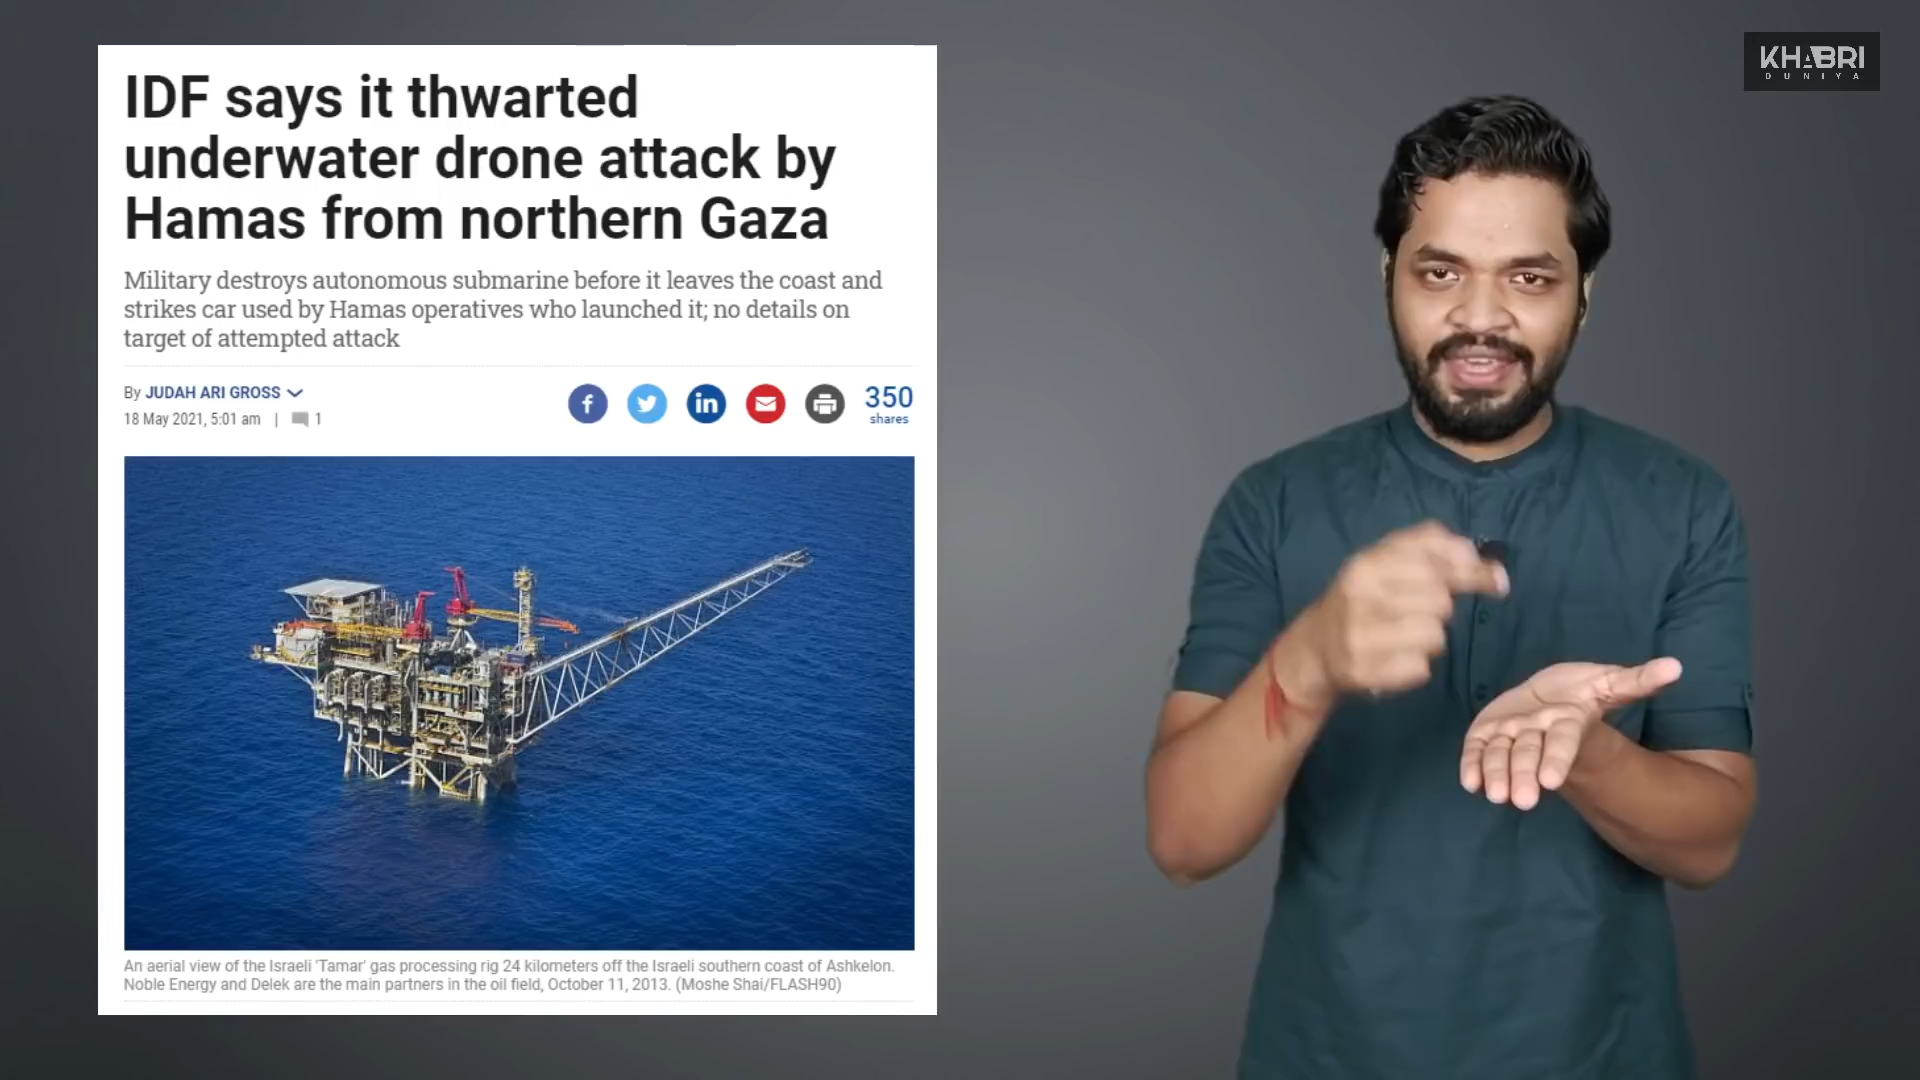 KHABRI
DUNIYA
IDF says it thwarted
underwater drone attack by
Hamas from northern Gaza
Military destroys autonomous submarine before it leaves the coast and
strikes car used by Hamas operatives who launched it; no details on
target of attempted attack
By JUDAH ARI GROSS
18 May 2021, 5:01 am | 1
f in 350
shares
An aerial view of the Israeli 'Tamar' gas processing rig 24 kilometers off the Israeli southern coast of Ashkelon.
Noble Energy and Delek are the main partners in the oil field, October 11, 2013. (Moshe Shai/FLASH90)